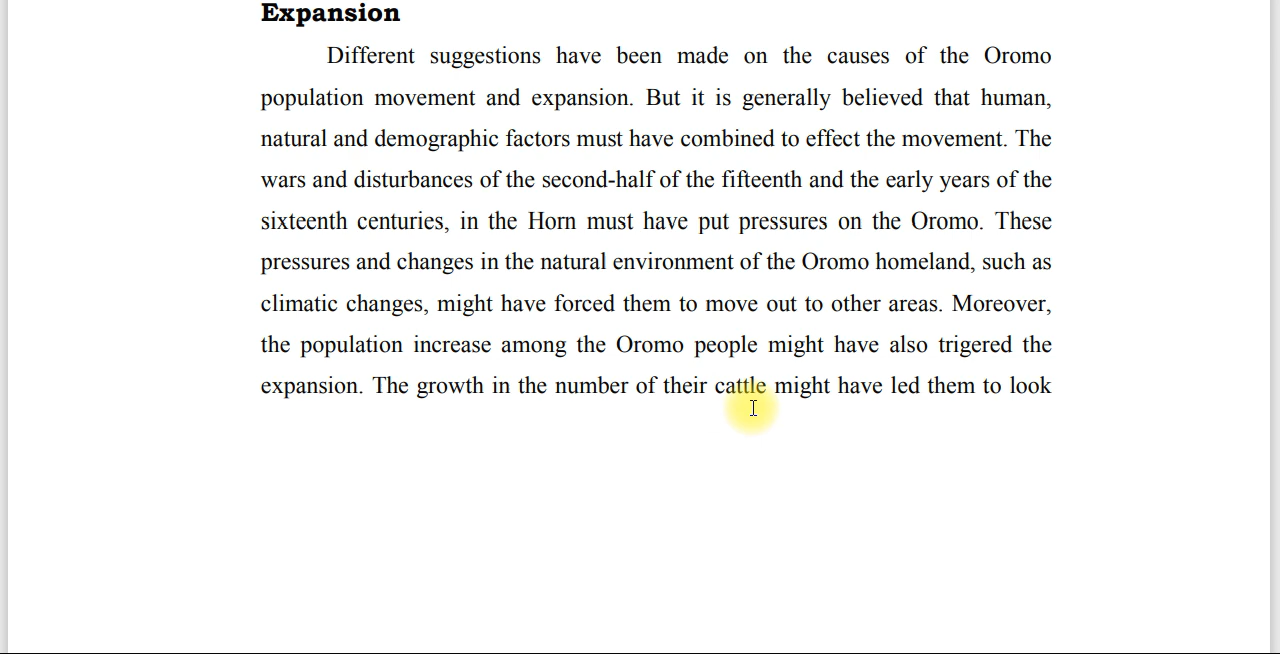 Expansion
Different suggestions have been made on the causes of the Oromo
population movement and expansion. But it is generally believed that human,
natural and demographic factors must have combined to effect the movement. The
wars and disturbances of the second-half of the fifteenth and the early years of the
sixteenth centuries, in the Horn must have put pressures on the Oromo. These
pressures and changes in the natural environment of the Oromo homeland, such as
climatic changes, might have forced them to move out to other areas. Moreover,
the population increase among the Oromo people might have also trigered the
expansion. The growth in the number of their cattle might have led them to look